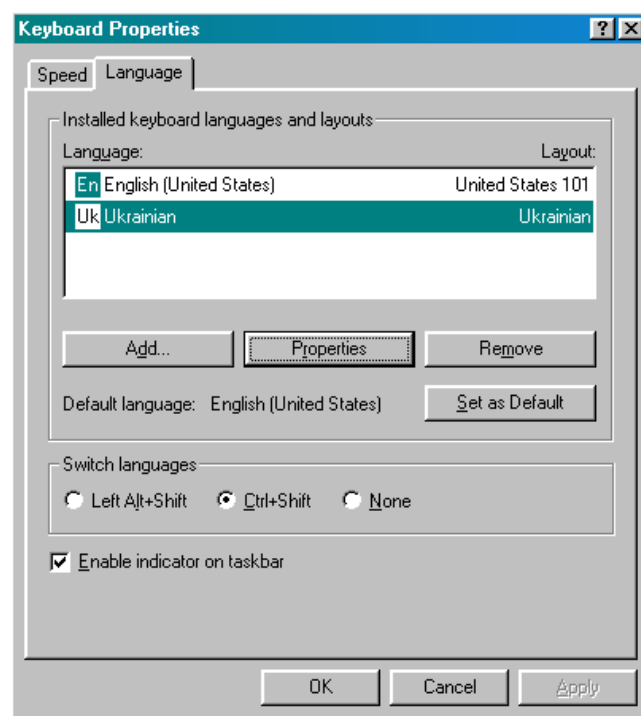 Keyboard Properties ? ×
Speed Language
Installed keyboard languages and layouts
Language: Layout:
En English (United States) United States 101
Uk Ukrainian Ukrainian
Add... Properties Remove
Default language: English (United States) Set as Default
Switch languages
Left Alt+Shift Ctrl+Shift None
Enable indicator on taskbar
OK Cancel Apply